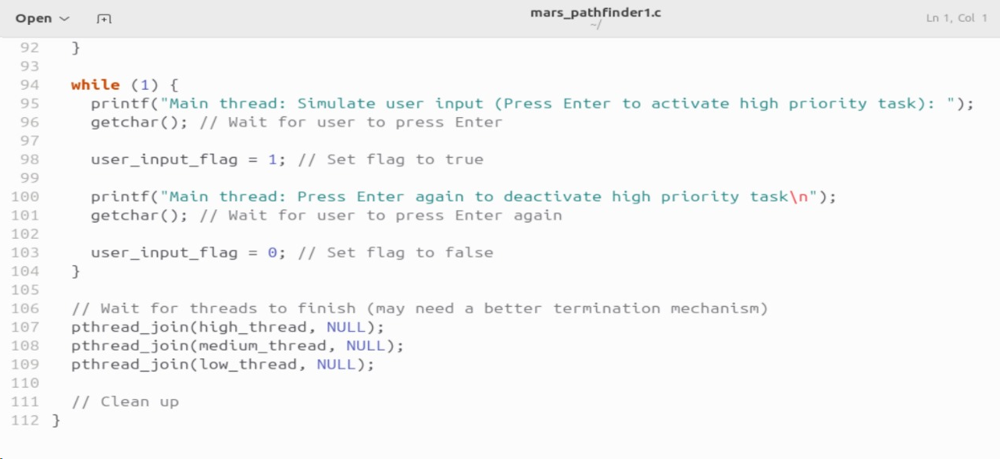 Open
mars_pathfinder1.c
~/
Ln 1, Col 1
92 }
93
94 while (1) {
95 printf("Main thread: Simulate user input (Press Enter to activate high priority task): ");
96 getchar(); // Wait for user to press Enter
97
98 user_input_flag = 1; // Set flag to true
99
100 printf("Main thread: Press Enter again to deactivate high priority task\n");
101 getchar(); // Wait for user to press Enter again
102
103 user_input_flag = 0; // Set flag to false
104 }
105
106 // Wait for threads to finish (may need a better termination mechanism)
107 pthread_join(high_thread, NULL);
108 pthread_join(medium_thread, NULL);
109 pthread_join(low_thread, NULL);
110
111 // Clean up
112 }